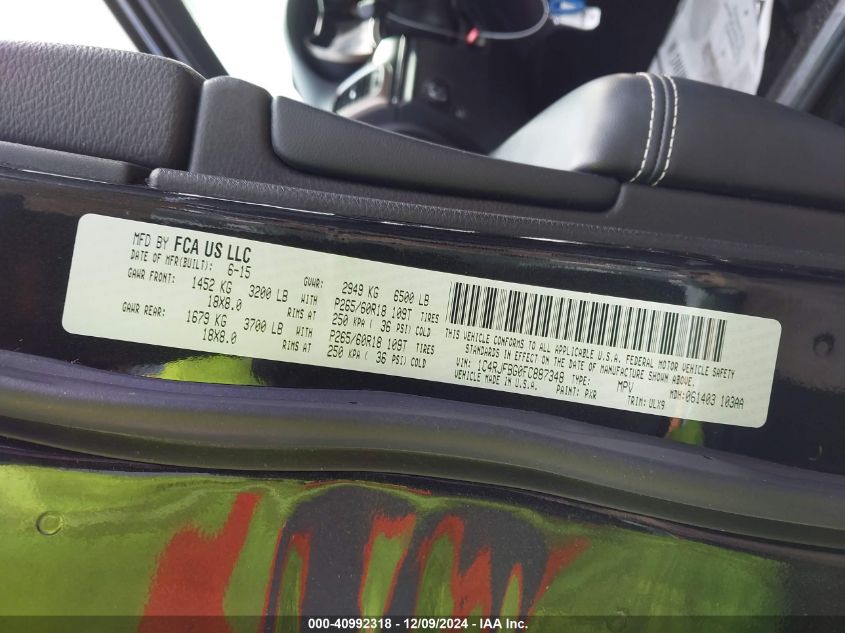 MFD BY FCA US LLC
DATE OF MFR(BUILT): 6-15 GVWR: 2949 KG 6500 LB
GAWR FRONT: 1452 KG 3200 LB WITH P265/60R18 109T TIRES
18X8.0 RIMS AT 250 KPA ( 36 PSI) COLD
GAWR REAR: 1679 KG 3700 LB WITH P265/60R18 109T TIRES
18X8.0 RIMS AT 250 KPA ( 36 PSI) COLD
THIS VEHICLE CONFORMS TO ALL APPLICABLE U.S.A. FEDERAL MOTOR VEHICLE SAFETY
STANDARDS IN EFFECT ON THE DATE OF MANUFACTURE SHOWN ABOVE.
VIN: 1C4RJFBG0FC897348 TYPE: MPV MDH: 061403 103AA
VEHICLE MADE IN U.S.A. PAINT: PXR TRIM: ULX9
000-40992318 - 12/09/2024 - IAA Inc.